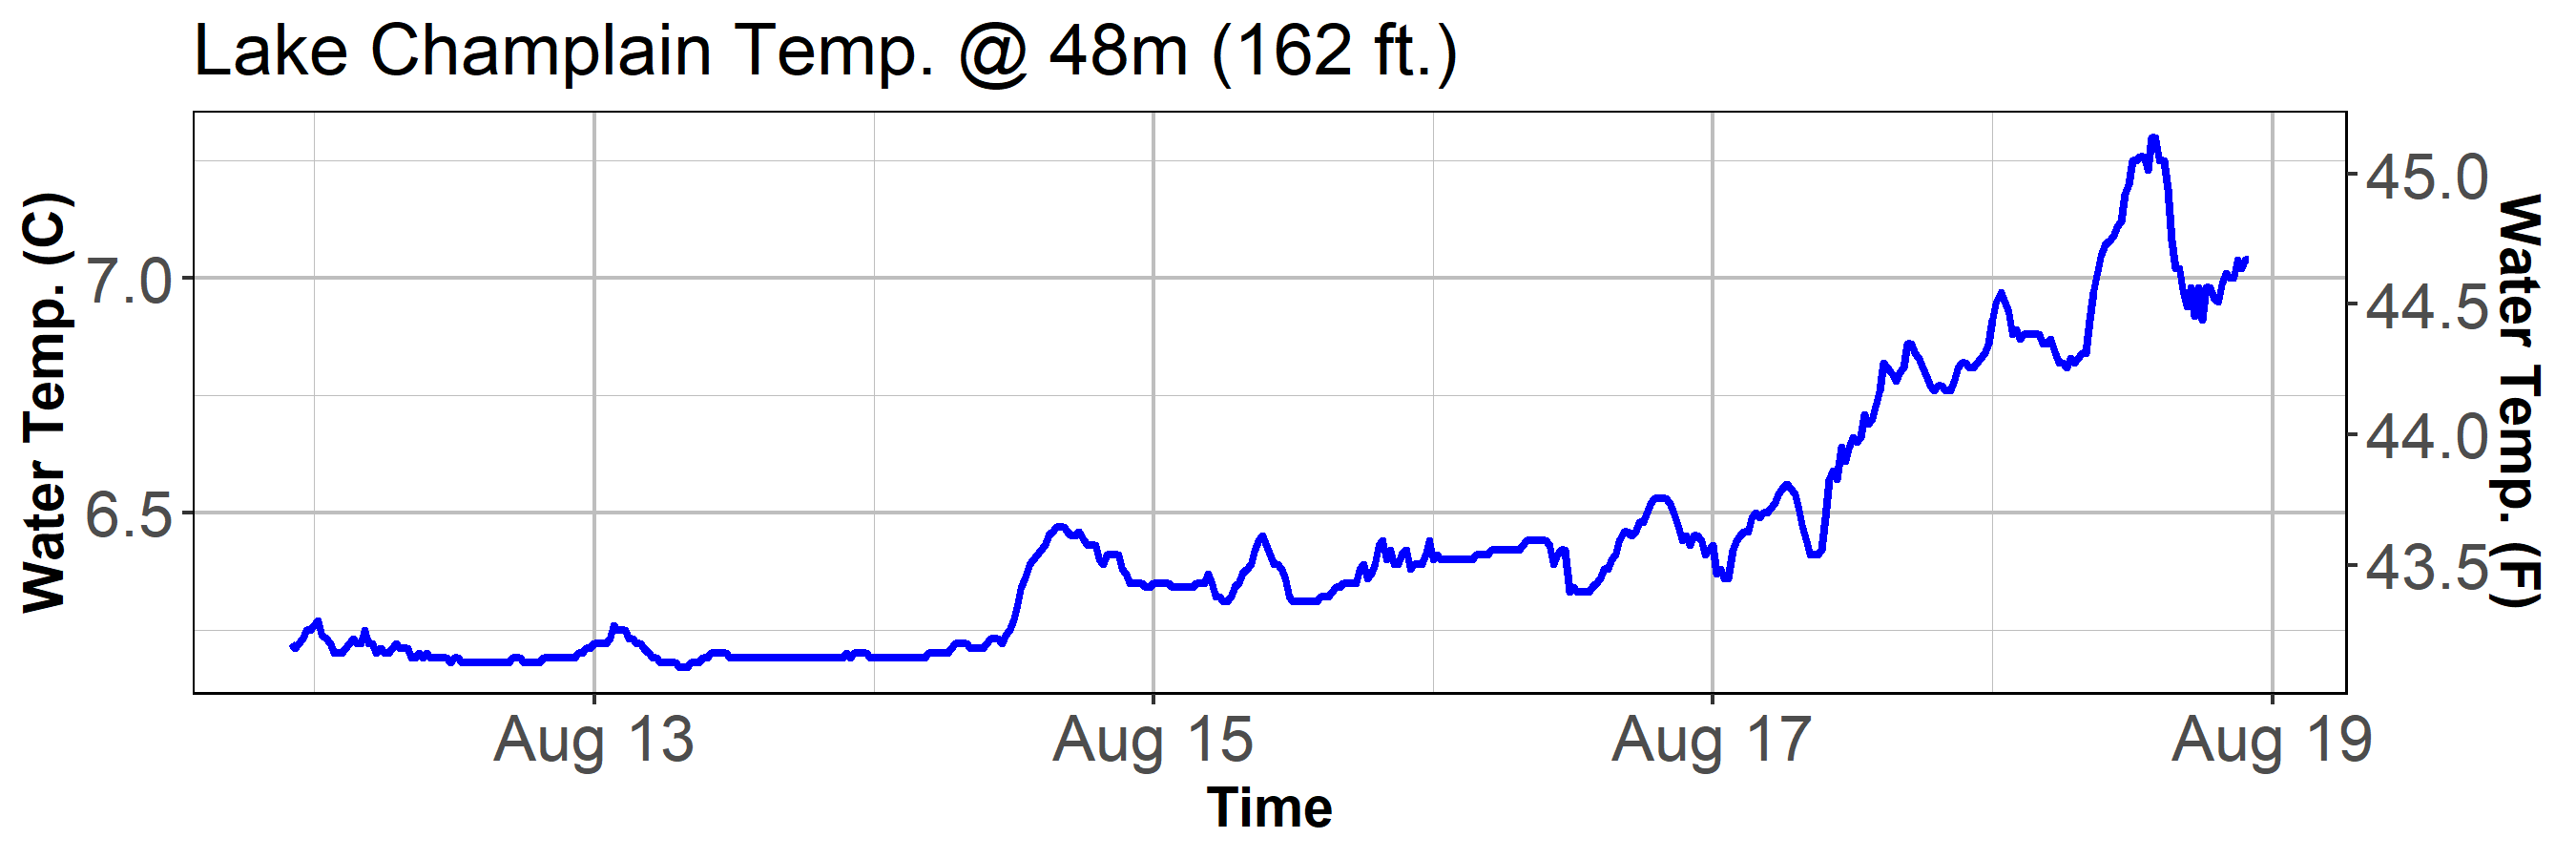 Lake Champlain Temp. @ 48m (162 ft.)
Water Temp. (C)
7.0
6.5
45.0
44.5
44.0
43.5
Water Temp. (F)
Aug 13 Aug 15 Aug 17 Aug 19
Time